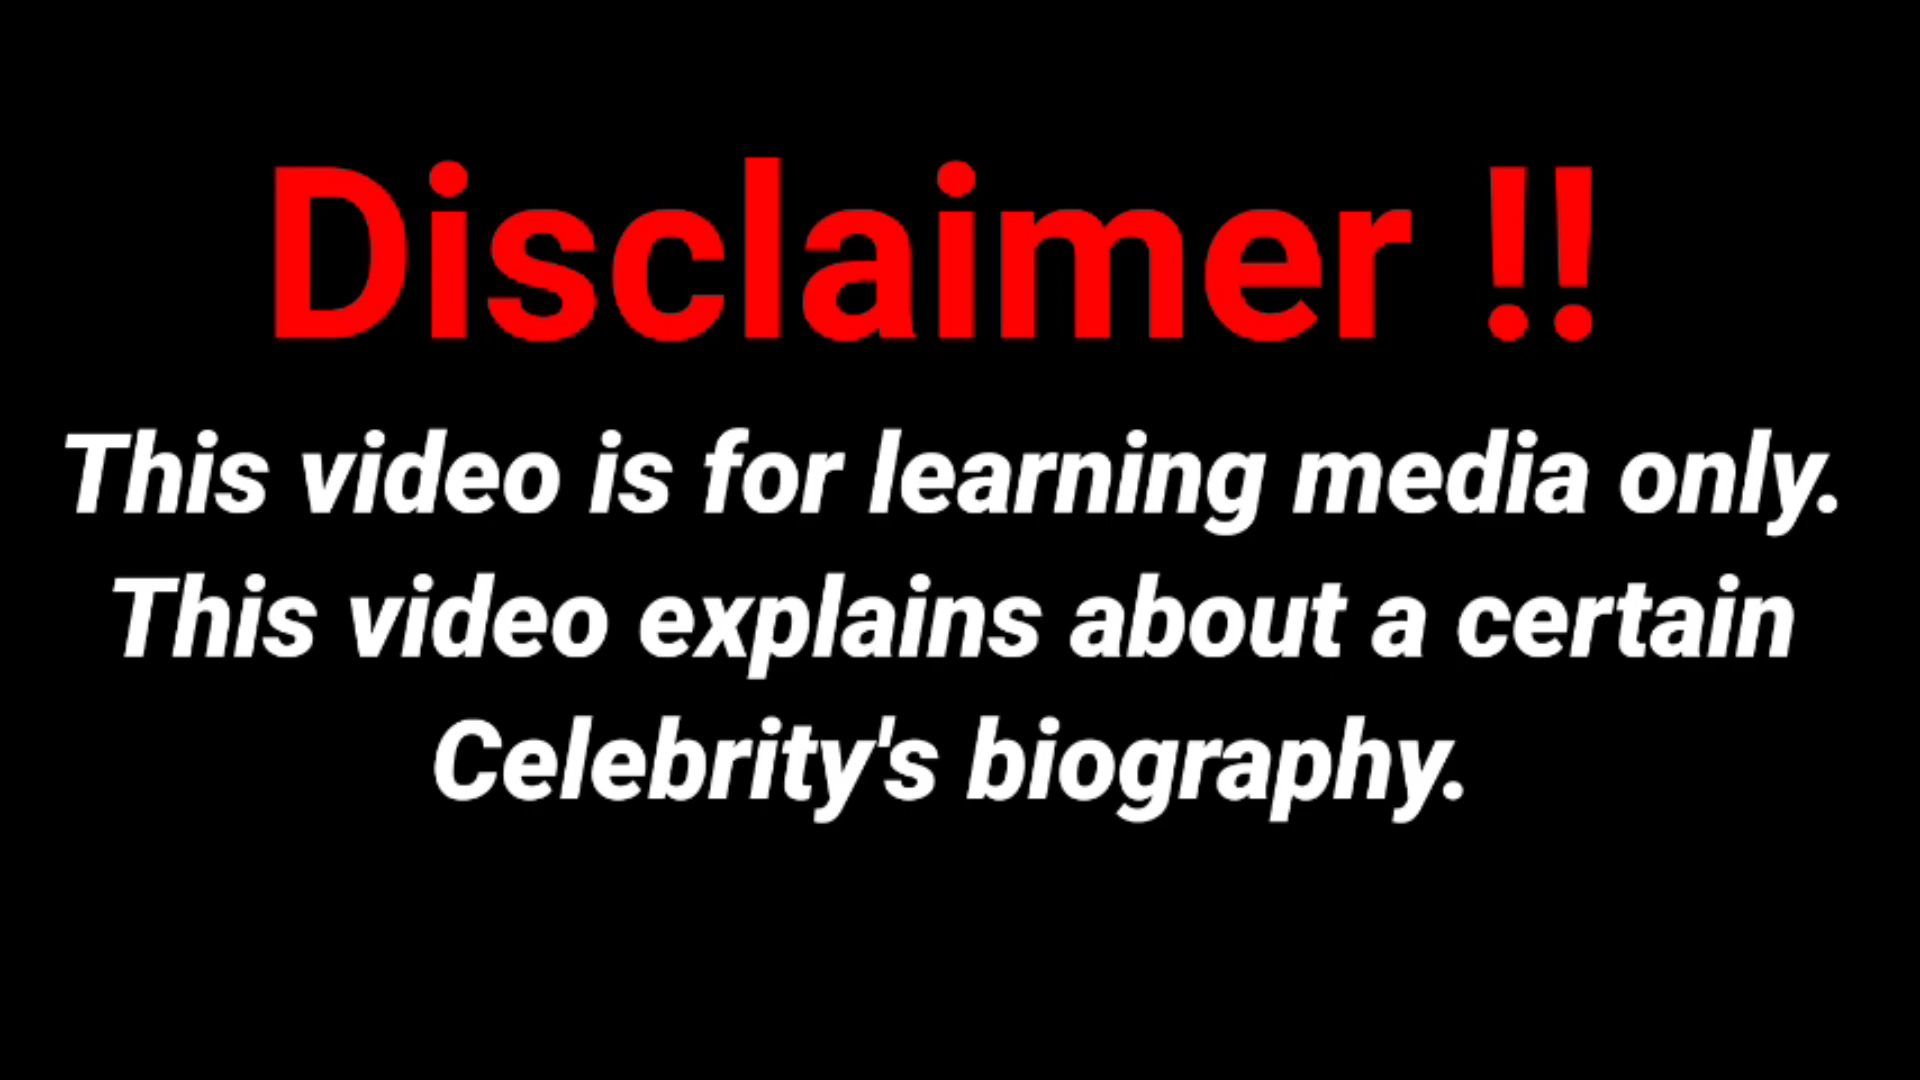 Disclaimer !!
This video is for learning media only.
This video explains about a certain
Celebrity's biography.